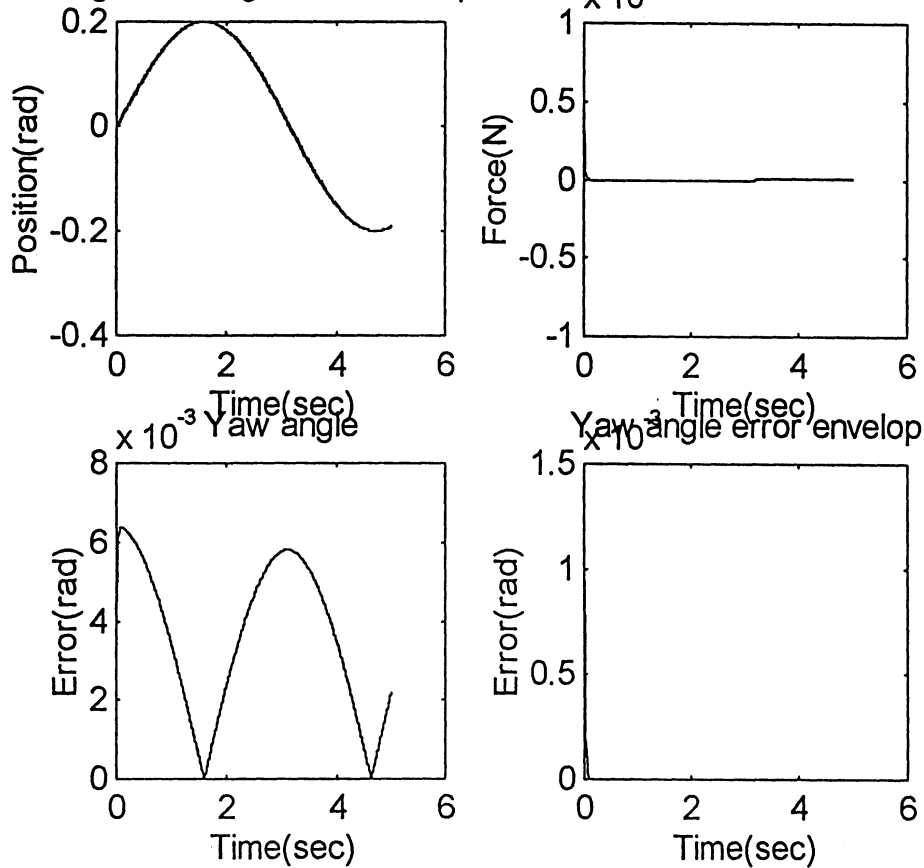 x 10
0.2
0
-0.2
-0.4
Position(rad)
0 2 4 6
Time(sec)
1
0.5
0
-0.5
-1
Force(N)
0 2 4 6
Time(sec)
x 10-3 Yaw angle
8
6
4
2
0
Error(rad)
0 2 4 6
Time(sec)
Yaw angle error envelop
x 10-3
1.5
1
0.5
0
Error(rad)
0 2 4 6
Time(sec)